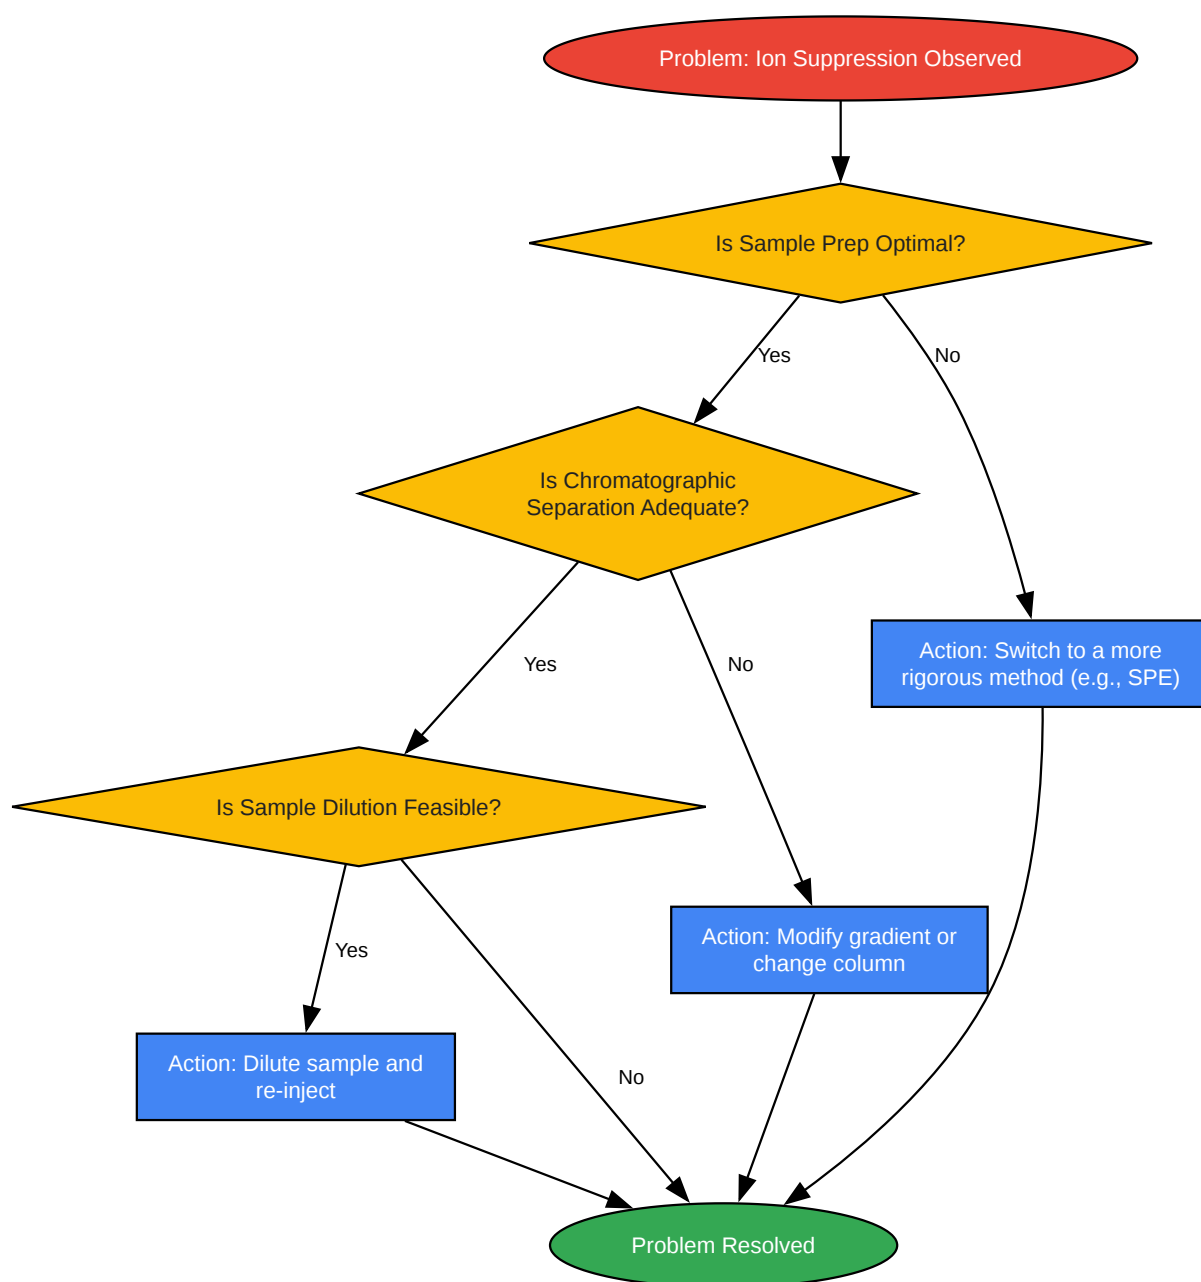 Problem: Ion Suppression Observed
Is Sample Prep Optimal?
Yes
No
Is Chromatographic
Separation Adequate?
Yes
No
Action: Switch to a more
rigorous method (e.g., SPE)
Is Sample Dilution Feasible?
Yes
No
Action: Modify gradient or
change column
Action: Dilute sample and
re-inject
Problem Resolved